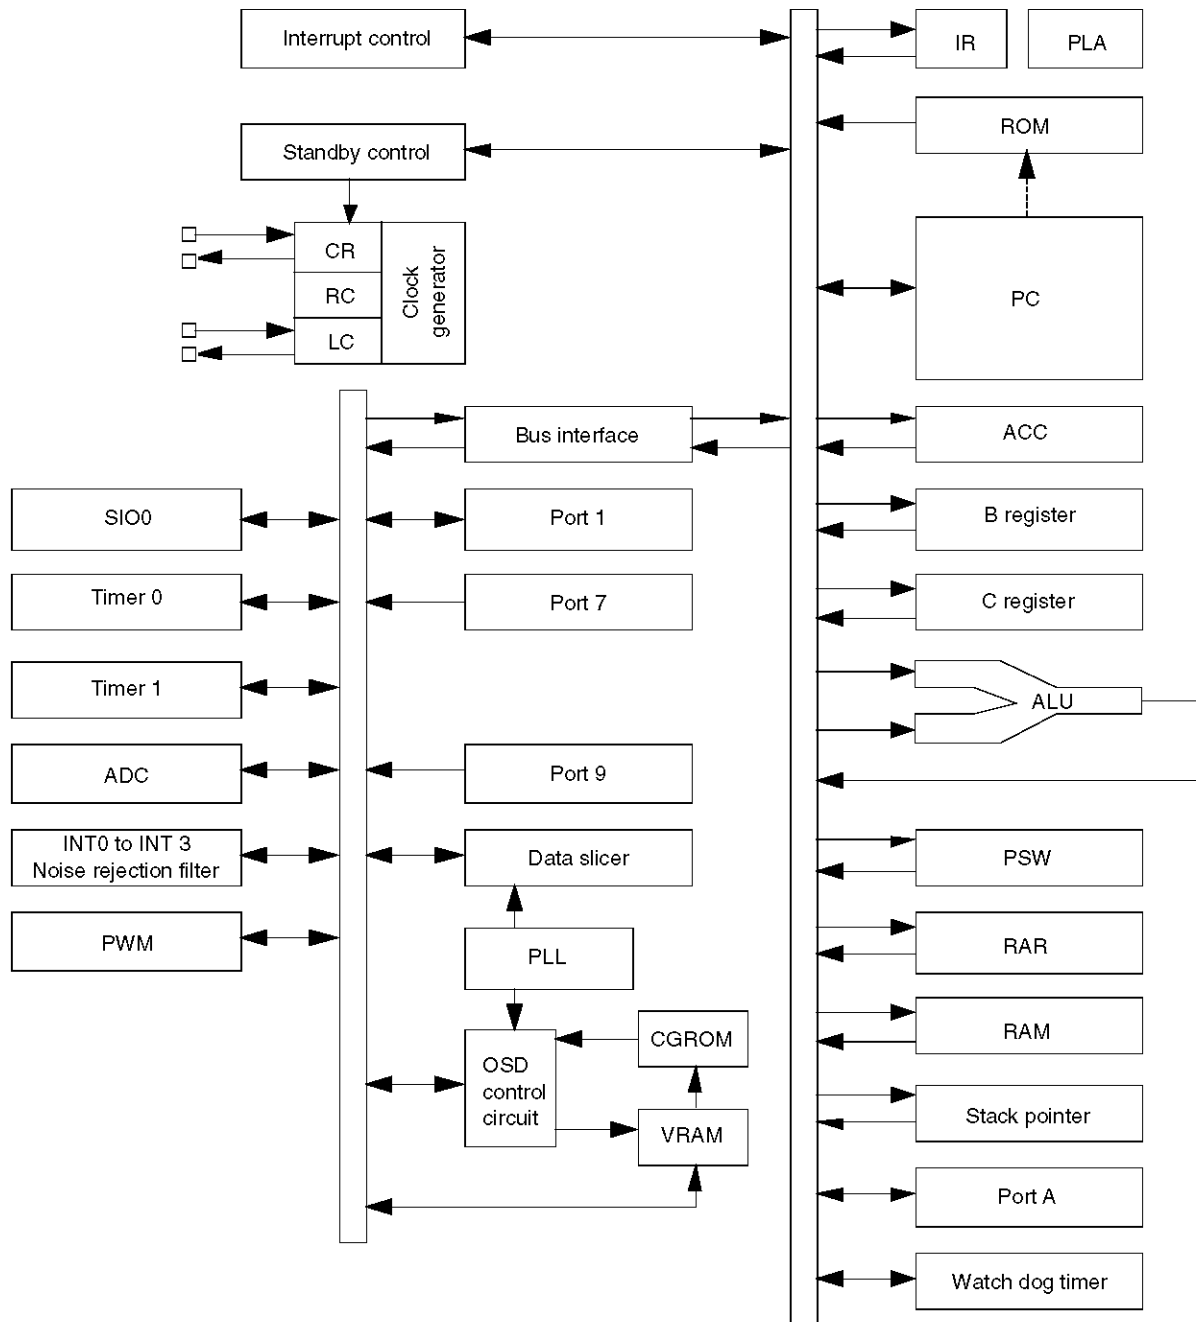 Interrupt control
IR
PLA
Standby control
ROM
CR
RC
LC
Clock
generator
PC
Bus interface
ACC
SIO0
Port 1
B register
Timer 0
Port 7
C register
Timer 1
ALU
ADC
Port 9
INT0 to INT 3
Noise rejection filter
Data slicer
PSW
PWM
PLL
RAR
OSD
control
circuit
CGROM
RAM
VRAM
Stack pointer
Port A
Watch dog timer